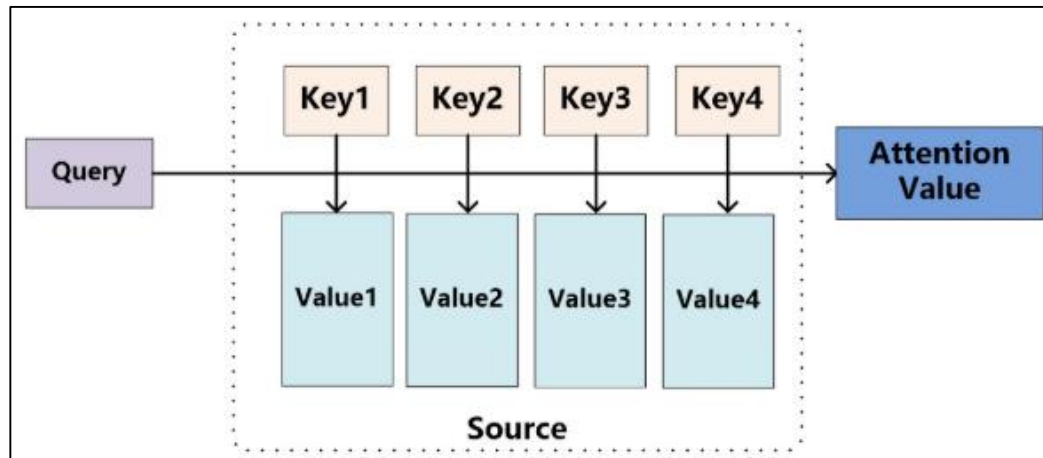 Key1 Key2 Key3 Key4
Query
Attention
Value
Value1 Value2 Value3 Value4
Source